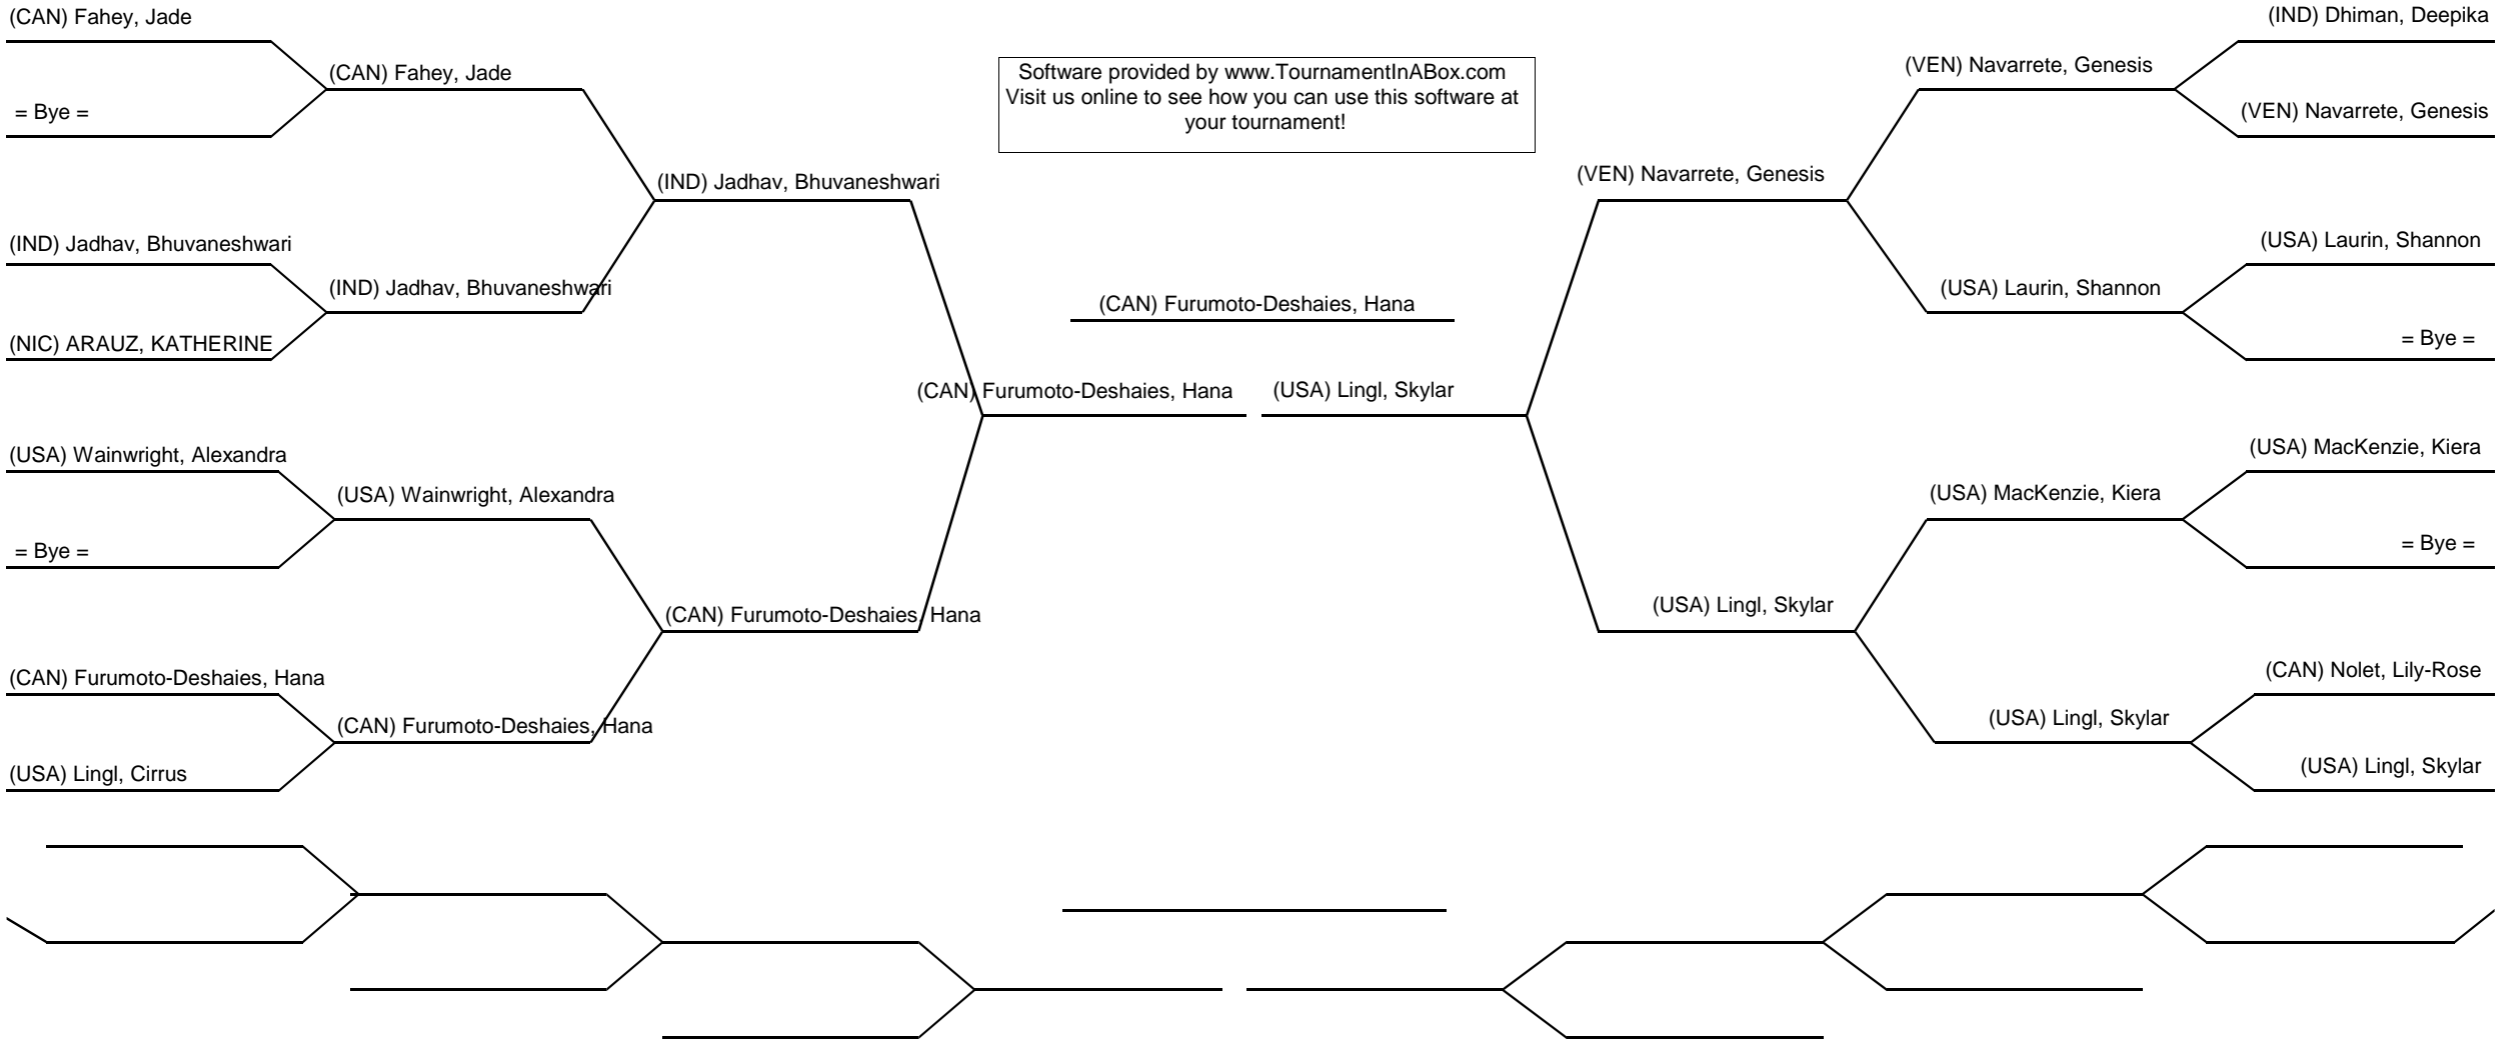 (CAN) Fahey, Jade
(CAN) Fahey, Jade
= Bye =
(IND) Jadhav, Bhuvaneshwari
(IND) Jadhav, Bhuvaneshwari
(IND) Jadhav, Bhuvaneshwari
(NIC) ARAUZ, KATHERINE
(USA) Wainwright, Alexandra
(USA) Wainwright, Alexandra
= Bye =
(CAN) Furumoto-Deshaies, Hana
(CAN) Furumoto-Deshaies, Hana
(CAN) Furumoto-Deshaies, Hana
(USA) Lingl, Cirrus
Software provided by www.TournamentInABox.com
Visit us online to see how you can use this software at
your tournament!
(CAN) Furumoto-Deshaies, Hana
(CAN) Furumoto-Deshaies, Hana
(USA) Lingl, Skylar
(IND) Dhiman, Deepika
(VEN) Navarrete, Genesis
(VEN) Navarrete, Genesis
(VEN) Navarrete, Genesis
(USA) Laurin, Shannon
(USA) Laurin, Shannon
= Bye =
(USA) MacKenzie, Kiera
(USA) MacKenzie, Kiera
= Bye =
(USA) Lingl, Skylar
(CAN) Nolet, Lily-Rose
(USA) Lingl, Skylar
(USA) Lingl, Skylar